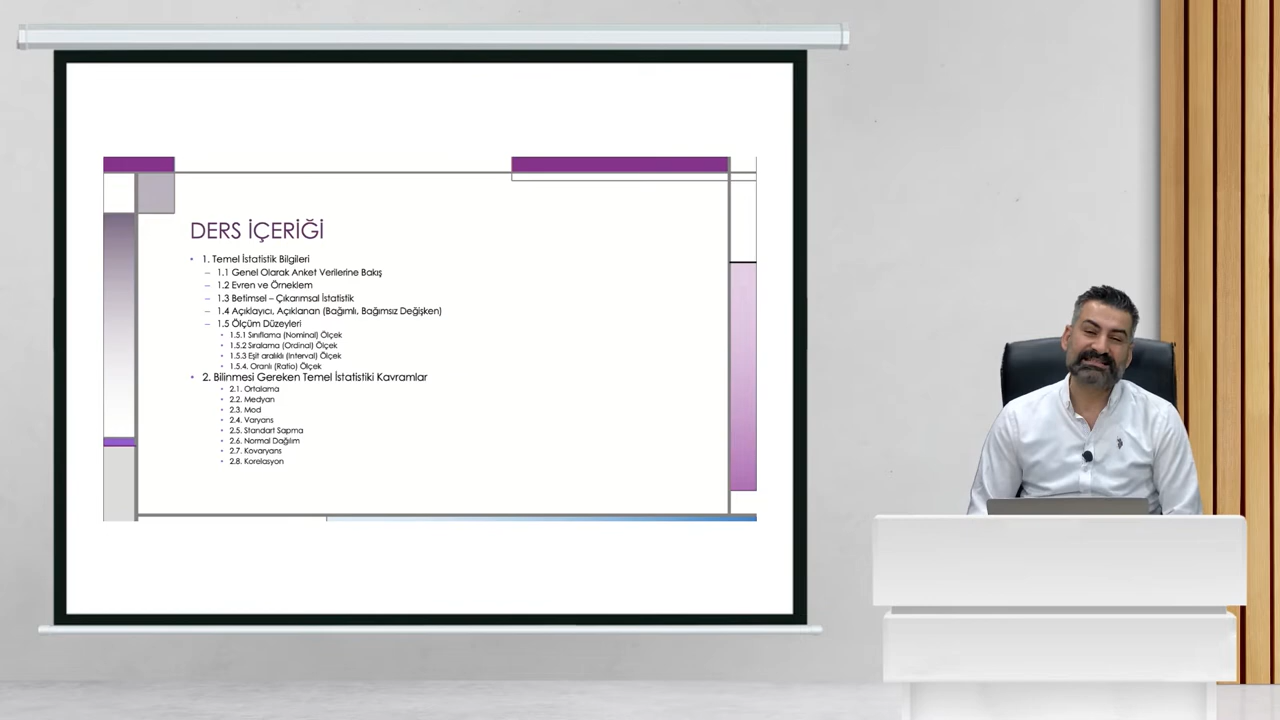 DERS İÇERİĞİ
• 1. Temel İstatistik Bilgileri
– 1.1 Genel Olarak Anket Verilerine Bakış
– 1.2 Evren ve Örneklem
– 1.3 Betimsel – Çıkarımsal İstatistik
– 1.4 Açıklayıcı, Açıklanan (Bağımlı, Bağımsız Değişken)
– 1.5 Ölçüm Düzeyleri
• 1.5.1 Sınıflama (Nominal) Ölçek
• 1.5.2 Sıralama (Ordinal) Ölçek
• 1.5.3 Eşit aralıklı (Interval) Ölçek
• 1.5.4. Oranlı (Ratio) Ölçek
• 2. Bilinmesi Gereken Temel İstatistiki Kavramlar
• 2.1. Ortalama
• 2.2. Medyan
• 2.3. Mod
• 2.4. Varyans
• 2.5. Standart Sapma
• 2.6. Normal Dağılım
• 2.7. Kovaryans
• 2.8. Korelasyon